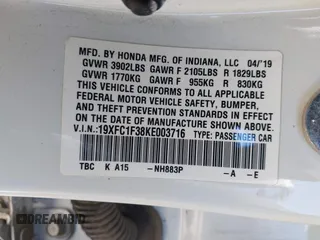 MFD. BY HONDA MFG. OF INDIANA, LLC 04/'19
GVWR 3902LBS GAWR F 2105LBS R 1829LBS
GVWR 1770KG GAWR F 955KG R 830KG
THIS VEHICLE CONFORMS TO ALL APPLICABLE
FEDERAL MOTOR VEHICLE SAFETY, BUMPER,
AND THEFT PREVENTION STANDARDS IN EFFECT
ON THE DATE OF MANUFACTURE SHOWN ABOVE.
V.I.N.: 19XFC1F38KE003716 TYPE: PASSENGER CAR
TBC K A15 -NH883P -A -E
BIDFAX